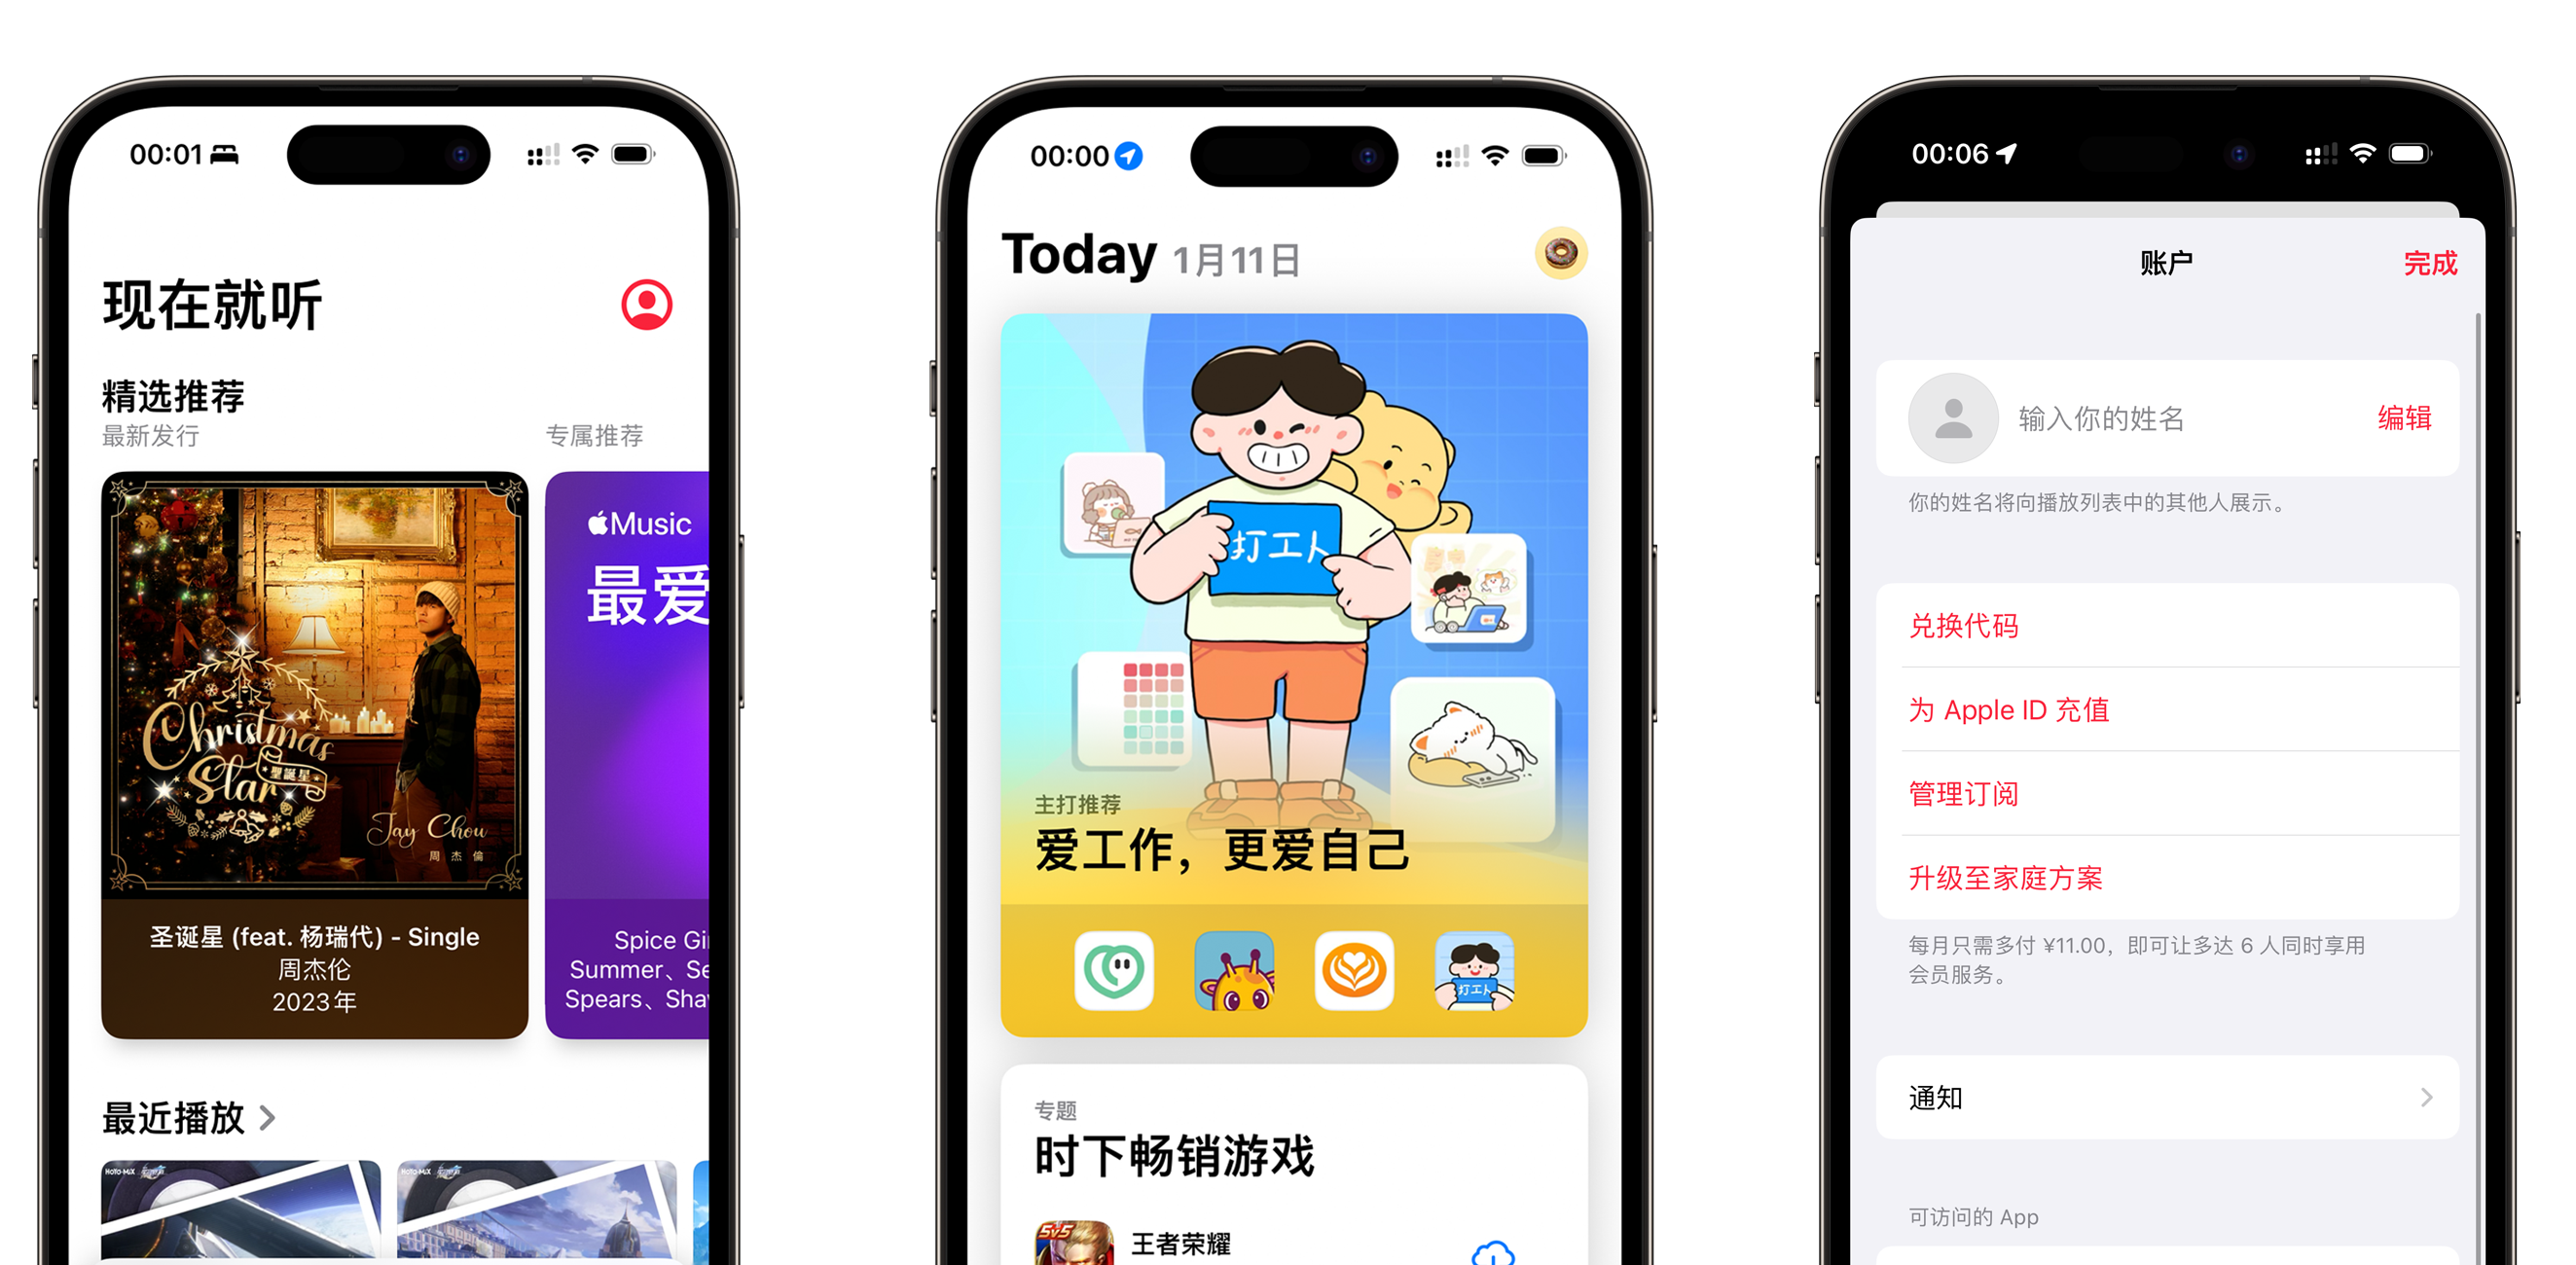 00:01
现在就听
精选推荐
最新发行
专属推荐
Christmas
Star
聖誕星
Jay Chou
周杰倫
Music
最爱
圣诞星 (feat. 杨瑞代) - Single
周杰伦
2023年
Spice Gi
Summer、Se
Spears、Sha
最近播放
HOYO-MiX
HOYO-MiX
00:00
Today 1月11日
打工人
主打推荐
爱工作，更爱自己
打工人
专题
时下畅销游戏
5v5
王者荣耀
00:06
账户
完成
输入你的姓名
编辑
你的姓名将向播放列表中的其他人展示。
兑换代码
为 Apple ID 充值
管理订阅
升级至家庭方案
每月只需多付 ¥11.00，即可让多达 6 人同时享用
会员服务。
通知
可访问的 App